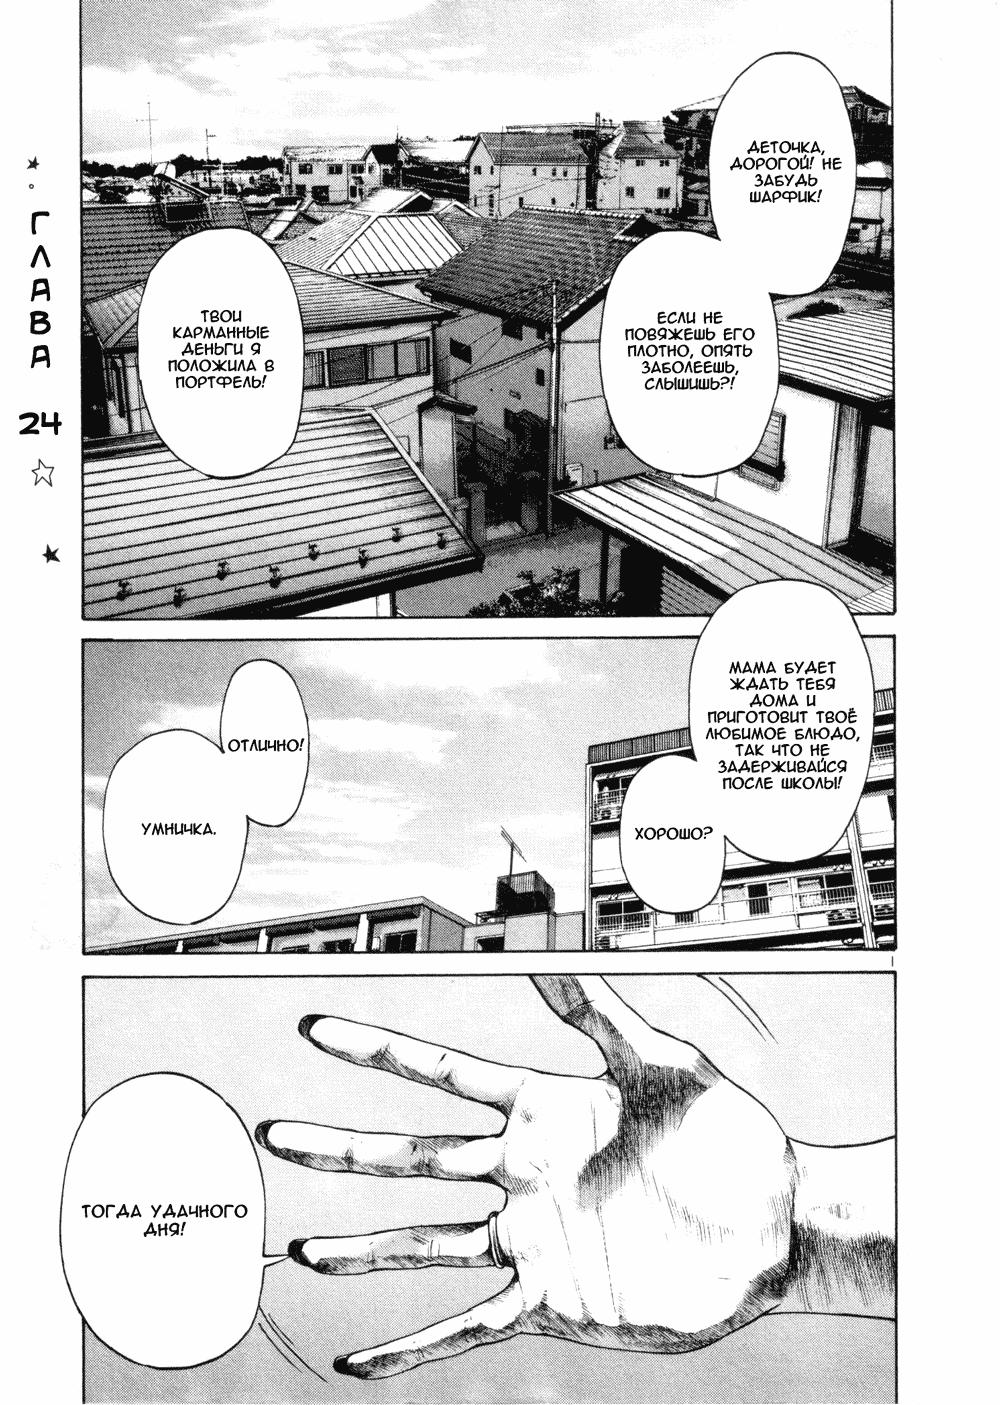 ГЛАВА
24
ДЕТОЧКА,
ДОРОГОЙ! НЕ
ЗАБУДЬ
ШАРФИК!
ЕСЛИ НЕ
ПОВЯЖЕШЬ ЕГО
ПЛОТНО, ОПЯТЬ
ЗАБОЛЕЕШЬ,
СЛЫШИШЬ?!
ТВОИ
КАРМАННЫЕ
ДЕНЬГИ Я
ПОЛОЖИЛА В
ПОРТФЕЛЬ!
МАМА БУДЕТ
ЖДАТЬ ТЕБЯ
ДОМА И
ПРИГОТОВИТ ТВОЁ
ЛЮБИМОЕ БЛЮДО,
ТАК ЧТО НЕ
ЗАДЕРЖИВАЙСЯ
ПОСЛЕ ШКОЛЫ!
ХОРОШО?
ОТЛИЧНО!
УМНИЧКА.
1
ТОГДА УДАЧНОГО
ДНЯ!